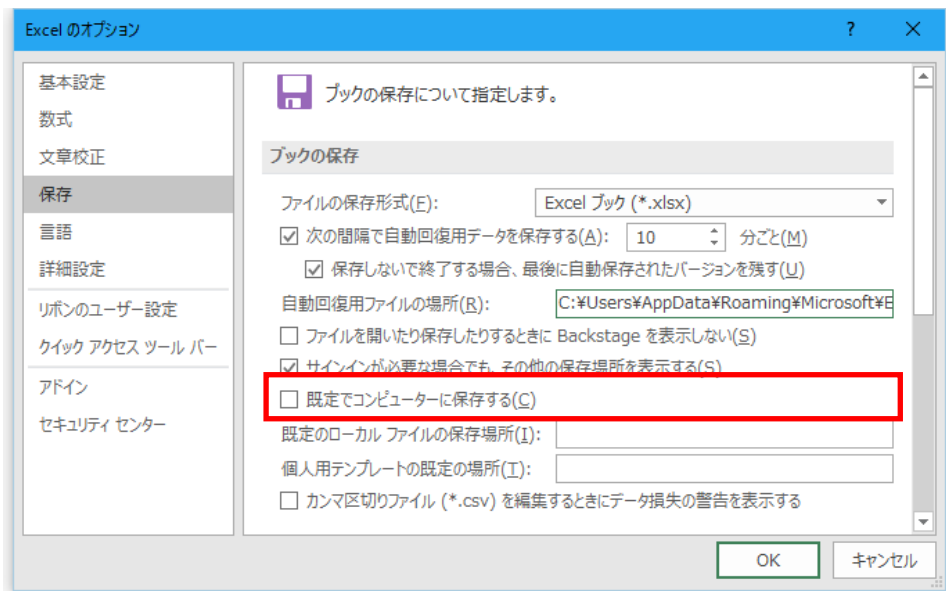 Excel のオプション ? ×
基本設定
数式
文章校正
保存
言語
詳細設定
リボンのユーザー設定
クイック アクセス ツール バー
アドイン
セキュリティ センター
ブックの保存について指定します。
ブックの保存
ファイルの保存形式(F): Excel ブック (*.xlsx)
次の間隔で自動回復用データを保存する(A): 10 分ごと(M)
保存しないで終了する場合、最後に自動保存されたバージョンを残す(U)
自動回復用ファイルの場所(R): C:¥Users¥AppData¥Roaming¥Microsoft¥E
ファイルを開いたり保存したりするときに Backstage を表示しない(S)
サインインが必要な場合でも、その他の保存場所を表示する(S)
既定でコンピューターに保存する(C)
既定のローカル ファイルの保存場所(I):
個人用テンプレートの既定の場所(T):
カンマ区切りファイル (*.csv) を編集するときにデータ損失の警告を表示する
OK キャンセル